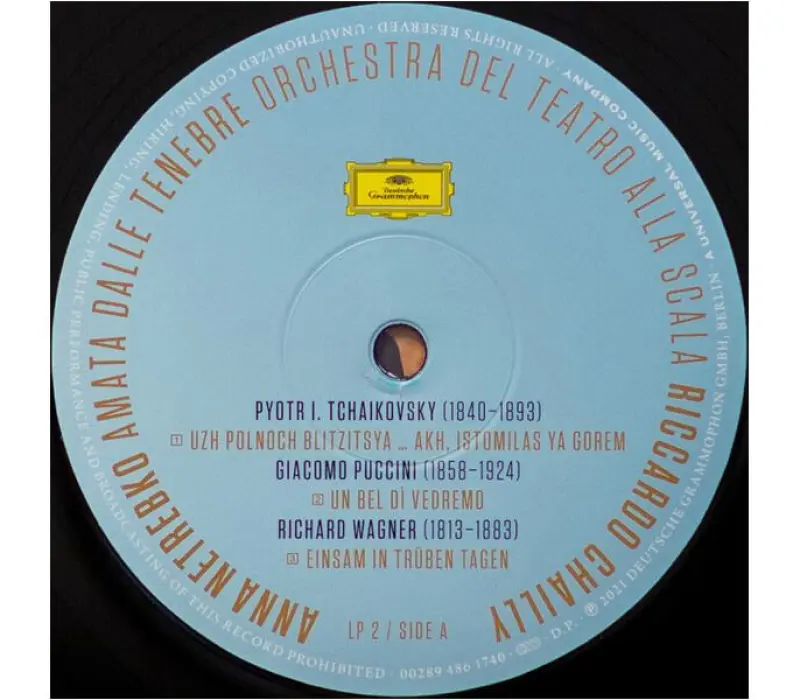 ANNA NETREBKO AMATA DALLE TENEBRE ORCHESTRA DEL TEATRO ALLA SCALA RICCARDO CHAILLY
Deutsche
Grammophon
PYOTR I. TCHAIKOVSKY (1840–1893)
1 UZH POLNOCH BLITZITSYA ... AKH, ISTOMILAS YA GOREM
GIACOMO PUCCINI (1858–1924)
2 UN BEL DÌ VEDREMO
RICHARD WAGNER (1813–1883)
3 EINSAM IN TRÜBEN TAGEN
LP 2 / SIDE A
℗ 2021 DEUTSCHE GRAMMOPHON GMBH, BERLIN · A UNIVERSAL MUSIC COMPANY · ALL RIGHTS RESERVED · UNAUTHORIZED COPYING, HIRING, LENDING, PUBLIC PERFORMANCE AND BROADCASTING OF THIS RECORD PROHIBITED · 00289 486 1740 · D.P.